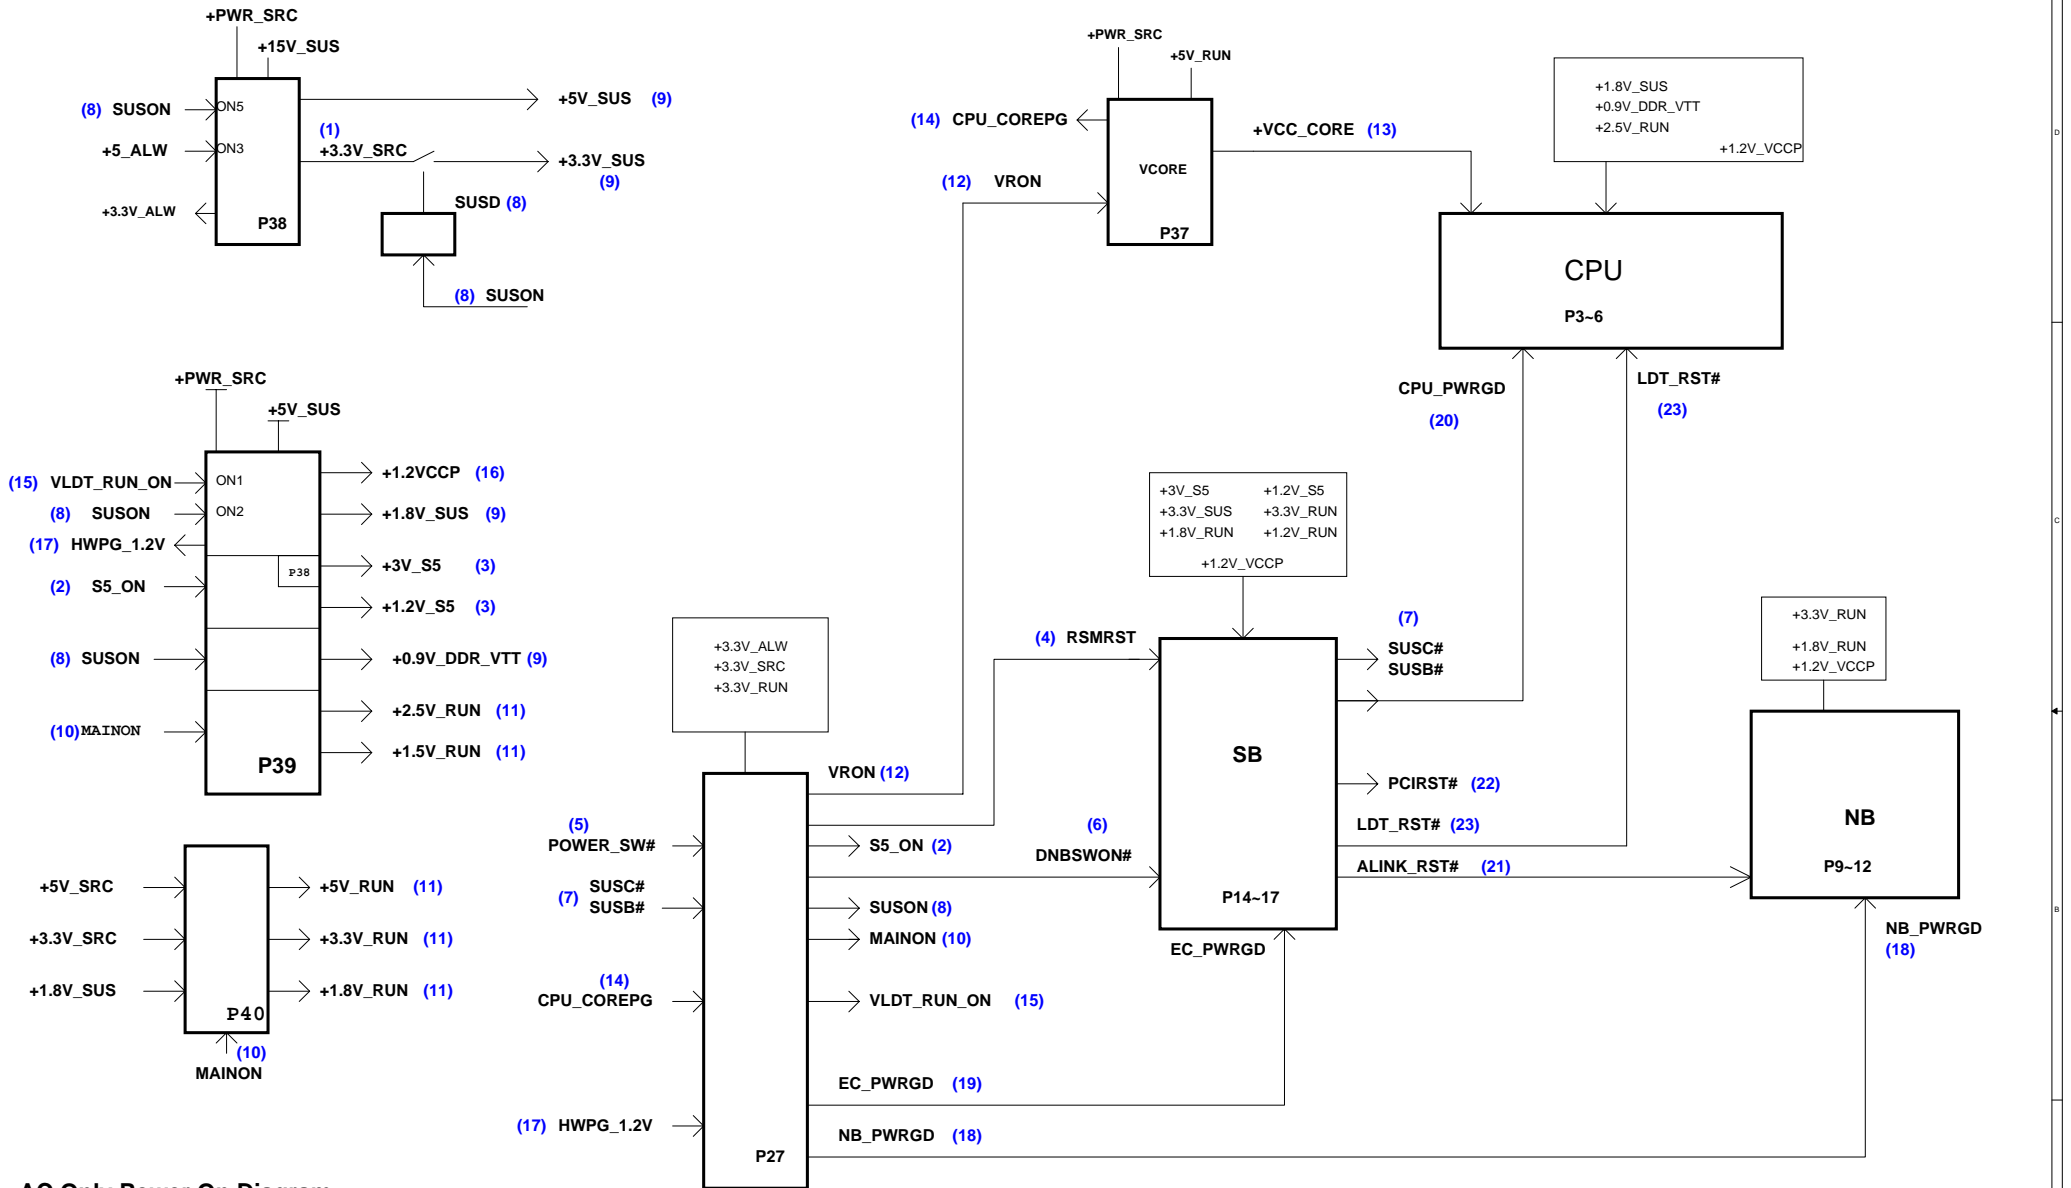 +PWR_SRC
+15V_SUS
(8) SUSON
ON5
+5V_SUS (9)
(1)
+5_ALW
ON3
+3.3V_SRC
+3.3V_SUS
(9)
SUSD (8)
+3.3V_ALW
P38
(8) SUSON
+PWR_SRC
+5V_RUN
(14) CPU_COREPG
+VCC_CORE (13)
VCORE
(12) VRON
P37
+1.8V_SUS
+0.9V_DDR_VTT
+2.5V_RUN
+1.2V_VCCP
CPU
P3~6
CPU_PWRGD
(20)
LDT_RST#
(23)
+PWR_SRC
+5V_SUS
(15) VLDT_RUN_ON
ON1
+1.2VCCP (16)
(8) SUSON
ON2
+1.8V_SUS (9)
(17) HWPG_1.2V
P38
+3V_S5 (3)
(2) S5_ON
+1.2V_S5 (3)
(8) SUSON
+0.9V_DDR_VTT (9)
+2.5V_RUN (11)
(10) MAINON
+1.5V_RUN (11)
P39
+5V_SRC
+5V_RUN (11)
+3.3V_SRC
+3.3V_RUN (11)
+1.8V_SUS
+1.8V_RUN (11)
P40
(10)
MAINON
+3.3V_ALW
+3.3V_SRC
+3.3V_RUN
VRON (12)
(5)
POWER_SW#
S5_ON (2)
(7) SUSC#
SUSB#
SUSON (8)
MAINON (10)
(14)
CPU_COREPG
VLDT_RUN_ON (15)
EC_PWRGD (19)
(17) HWPG_1.2V
NB_PWRGD (18)
P27
+3V_S5 +1.2V_S5
+3.3V_SUS +3.3V_RUN
+1.8V_RUN +1.2V_RUN
+1.2V_VCCP
(4) RSMRST
(6)
DNBSWON#
SB
P14~17
EC_PWRGD
(7)
SUSC#
SUSB#
PCIRST# (22)
LDT_RST# (23)
ALINK_RST# (21)
+3.3V_RUN
+1.8V_RUN
+1.2V_VCCP
NB
P9~12
NB_PWRGD
(18)
D
C
B
AC Only Power On Diagram